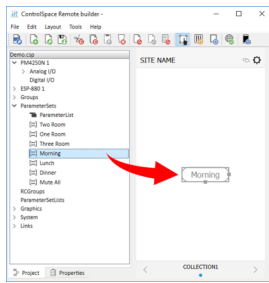 ControlSpace Remote builder -
File Edit Layout Tools Help
Demo.csp
PM4250N 1
Analog I/O
Digital I/O
ESP-880 1
Groups
ParameterSets
ParameterList
Two Room
One Room
Three Room
Morning
Lunch
Dinner
Mute All
RCGroups
ParameterSetLists
Graphics
System
Links
Project Properties
SITE NAME
Morning
COLLECTION1